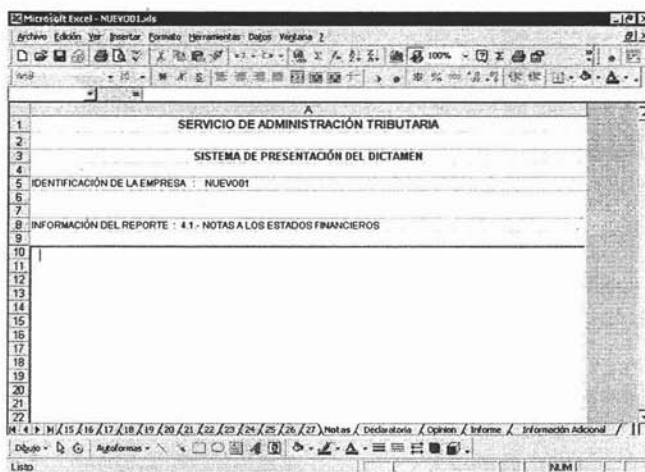 Microsoft Excel - NUEVO01.xls
Archivo Edición Ver Insertar Formato Herramientas Datos Ventana ?
100%
A
1 SERVICIO DE ADMINISTRACIÓN TRIBUTARIA
2
3 SISTEMA DE PRESENTACIÓN DEL DICTAMEN
4
5 IDENTIFICACIÓN DE LA EMPRESA : NUEVO01
6
7
8 INFORMACIÓN DEL REPORTE : 4.1.- NOTAS A LOS ESTADOS FINANCIEROS
9
10
11
12
13
14
15
16
17
18
19
20
21
22
15 / 16 / 17 / 18 / 19 / 20 / 21 / 22 / 23 / 24 / 25 / 26 / 27 \ Notas / Declaratoria / Opinion / Informe / Información Adicional /
Dibujo Autoformas
Listo NUM